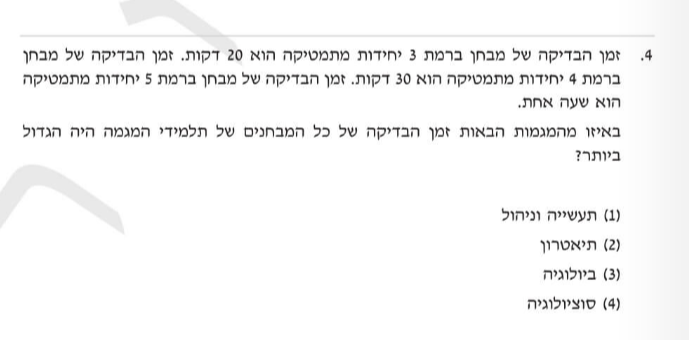 4. זמן הבדיקה של מבחן ברמת 3 יחידות מתמטיקה הוא 20 דקות. זמן הבדיקה של מבחן
ברמת 4 יחידות מתמטיקה הוא 30 דקות. זמן הבדיקה של מבחן ברמת 5 יחידות מתמטיקה
הוא שעה אחת.
באיזו מהמגמות הבאות זמן הבדיקה של כל המבחנים של תלמידי המגמה היה הגדול
ביותר?
(1) תעשייה וניהול
(2) תיאטרון
(3) ביולוגיה
(4) סוציולוגיה